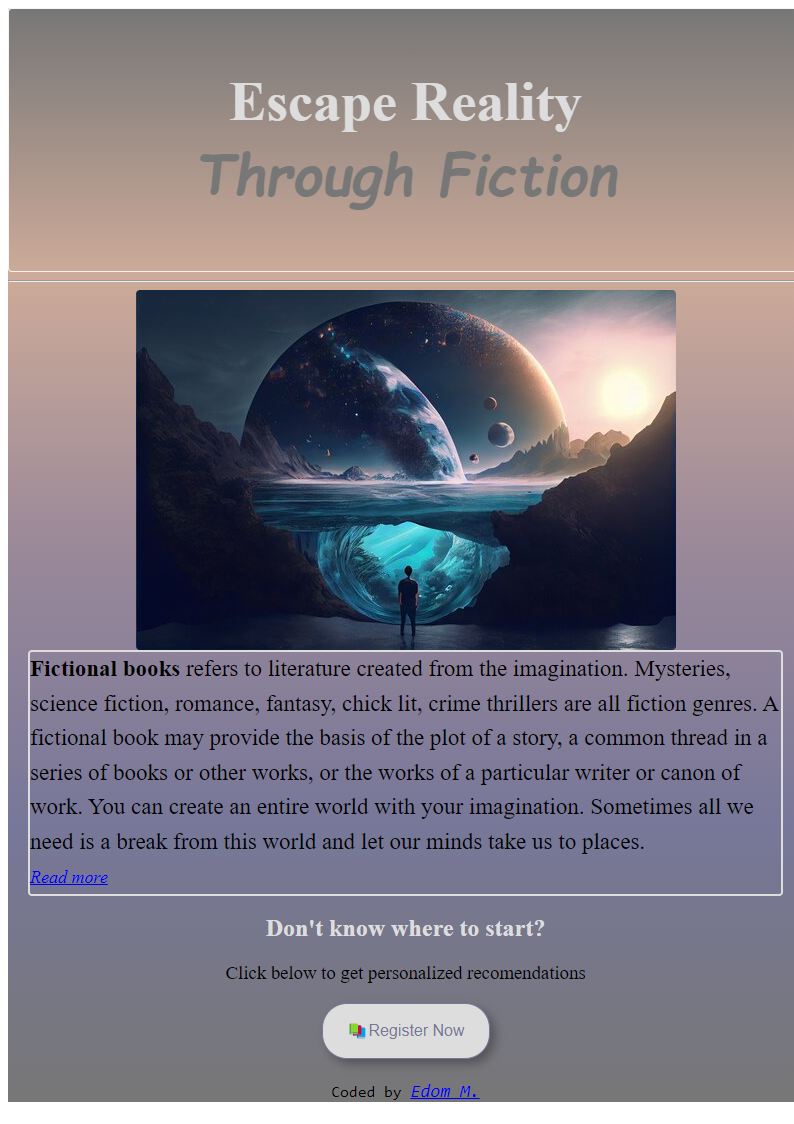 Escape Reality
Through Fiction
Fictional books refers to literature created from the imagination. Mysteries,
science fiction, romance, fantasy, chick lit, crime thrillers are all fiction genres. A
fictional book may provide the basis of the plot of a story, a common thread in a
series of books or other works, or the works of a particular writer or canon of
work. You can create an entire world with your imagination. Sometimes all we
need is a break from this world and let our minds take us to places.
Read more
Don't know where to start?
Click below to get personalized recomendations
Register Now
Coded by Edom M.